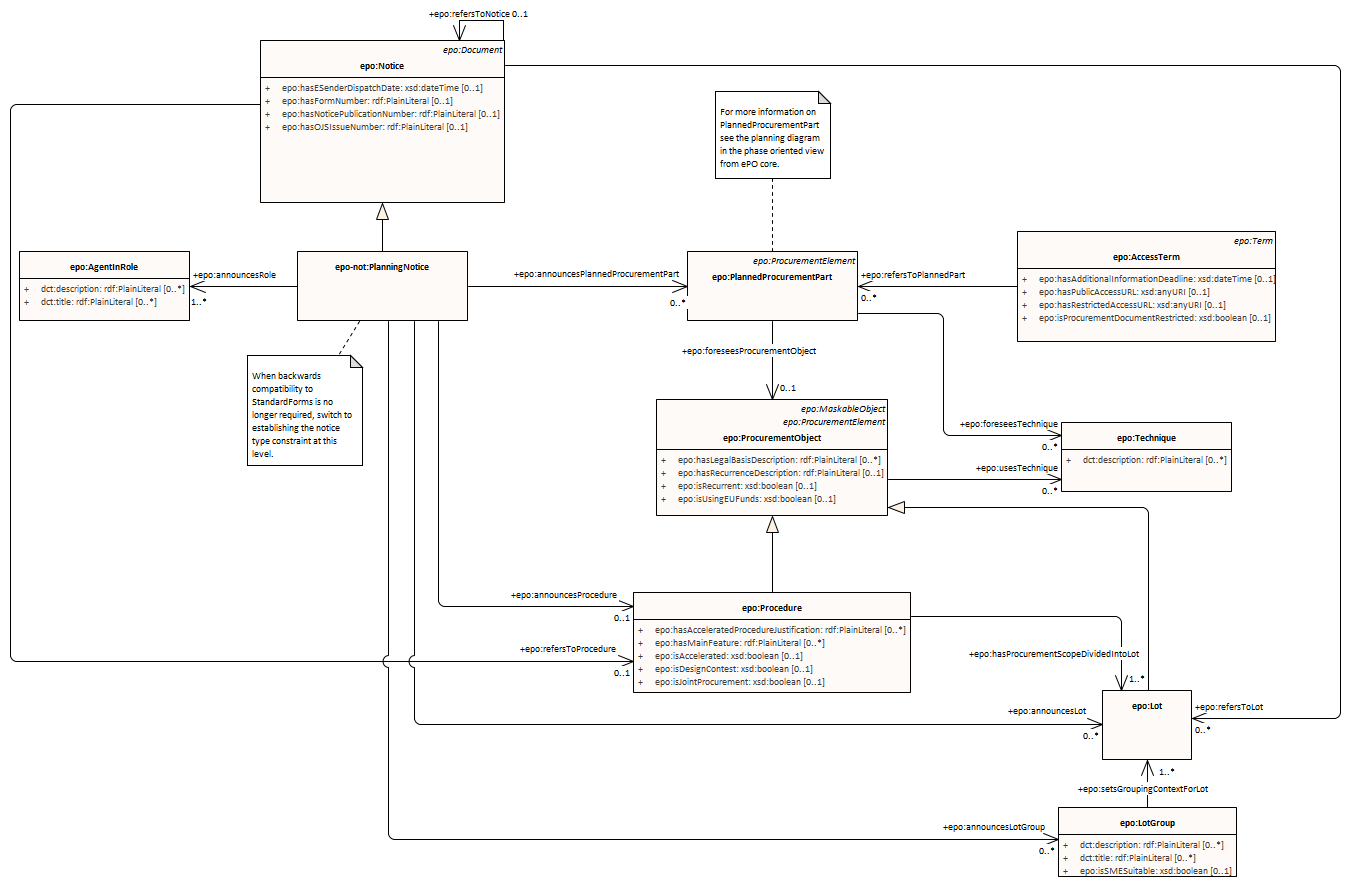 +epo:refersToNotice 0..1
epo:Document
epo:Notice
+ epo:hasESenderDispatchDate: xsd:dateTime [0..1]
+ epo:hasFormNumber: rdf:PlainLiteral [0..1]
+ epo:hasNoticePublicationNumber: rdf:PlainLiteral [0..1]
+ epo:hasOJSIssueNumber: rdf:PlainLiteral [0..1]
For more information on
PlannedProcurementPart
see the planning diagram
in the phase oriented view
from ePO core.
epo:AgentInRole
+ dct:description: rdf:PlainLiteral [0..*]
+ dct:title: rdf:PlainLiteral [0..*]
+epo:announcesRole
1..*
epo-not:PlanningNotice
+epo:announcesPlannedProcurementPart
0..*
epo:ProcurementElement
epo:PlannedProcurementPart
+epo:refersToPlannedPart
0..*
epo:Term
epo:AccessTerm
+ epo:hasAdditionalInformationDeadline: xsd:dateTime [0..1]
+ epo:hasPublicAccessURL: xsd:anyURI [0..1]
+ epo:hasRestrictedAccessURL: xsd:anyURI [0..1]
+ epo:isProcurementDocumentRestricted: xsd:boolean [0..1]
When backwards
compatibility to
StandardForms is no
longer required, switch to
establishing the notice
type constraint at this
level.
+epo:foreseesProcurementObject
0..1
epo:MaskableObject
epo:ProcurementElement
epo:ProcurementObject
+ epo:hasLegalBasisDescription: rdf:PlainLiteral [0..*]
+ epo:hasRecurrenceDescription: rdf:PlainLiteral [0..1]
+ epo:isRecurrent: xsd:boolean [0..1]
+ epo:isUsingEUFunds: xsd:boolean [0..1]
+epo:foreseesTechnique
0..*
+epo:usesTechnique
0..*
epo:Technique
+ dct:description: rdf:PlainLiteral [0..*]
+epo:announcesProcedure
0..1
+epo:refersToProcedure
0..1
epo:Procedure
+ epo:hasAcceleratedProcedureJustification: rdf:PlainLiteral [0..*]
+ epo:hasMainFeature: rdf:PlainLiteral [0..*]
+ epo:isAccelerated: xsd:boolean [0..1]
+ epo:isDesignContest: xsd:boolean [0..1]
+ epo:isJointProcurement: xsd:boolean [0..1]
+epo:hasProcurementScopeDividedIntoLot
1..*
+epo:announcesLot
0..*
epo:Lot
+epo:refersToLot
0..*
1..*
+epo:setsGroupingContextForLot
+epo:announcesLotGroup
0..*
epo:LotGroup
+ dct:description: rdf:PlainLiteral [0..*]
+ dct:title: rdf:PlainLiteral [0..*]
+ epo:isSMESuitable: xsd:boolean [0..1]